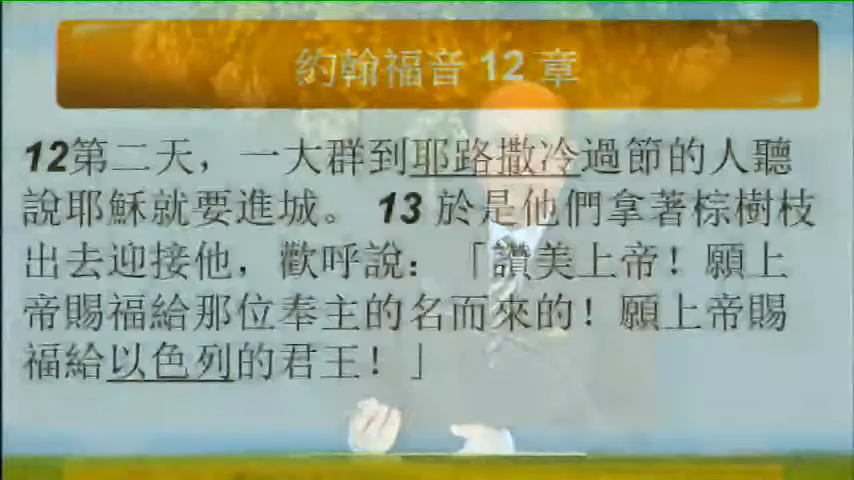 約翰福音 12 章
12第二天，一大群到耶路撒冷過節的人聽
說耶穌就要進城。 13 於是他們拿著棕樹枝
出去迎接他，歡呼說：「讚美上帝！願上
帝賜福給那位奉主的名而來的！願上帝賜
福給以色列的君王！」